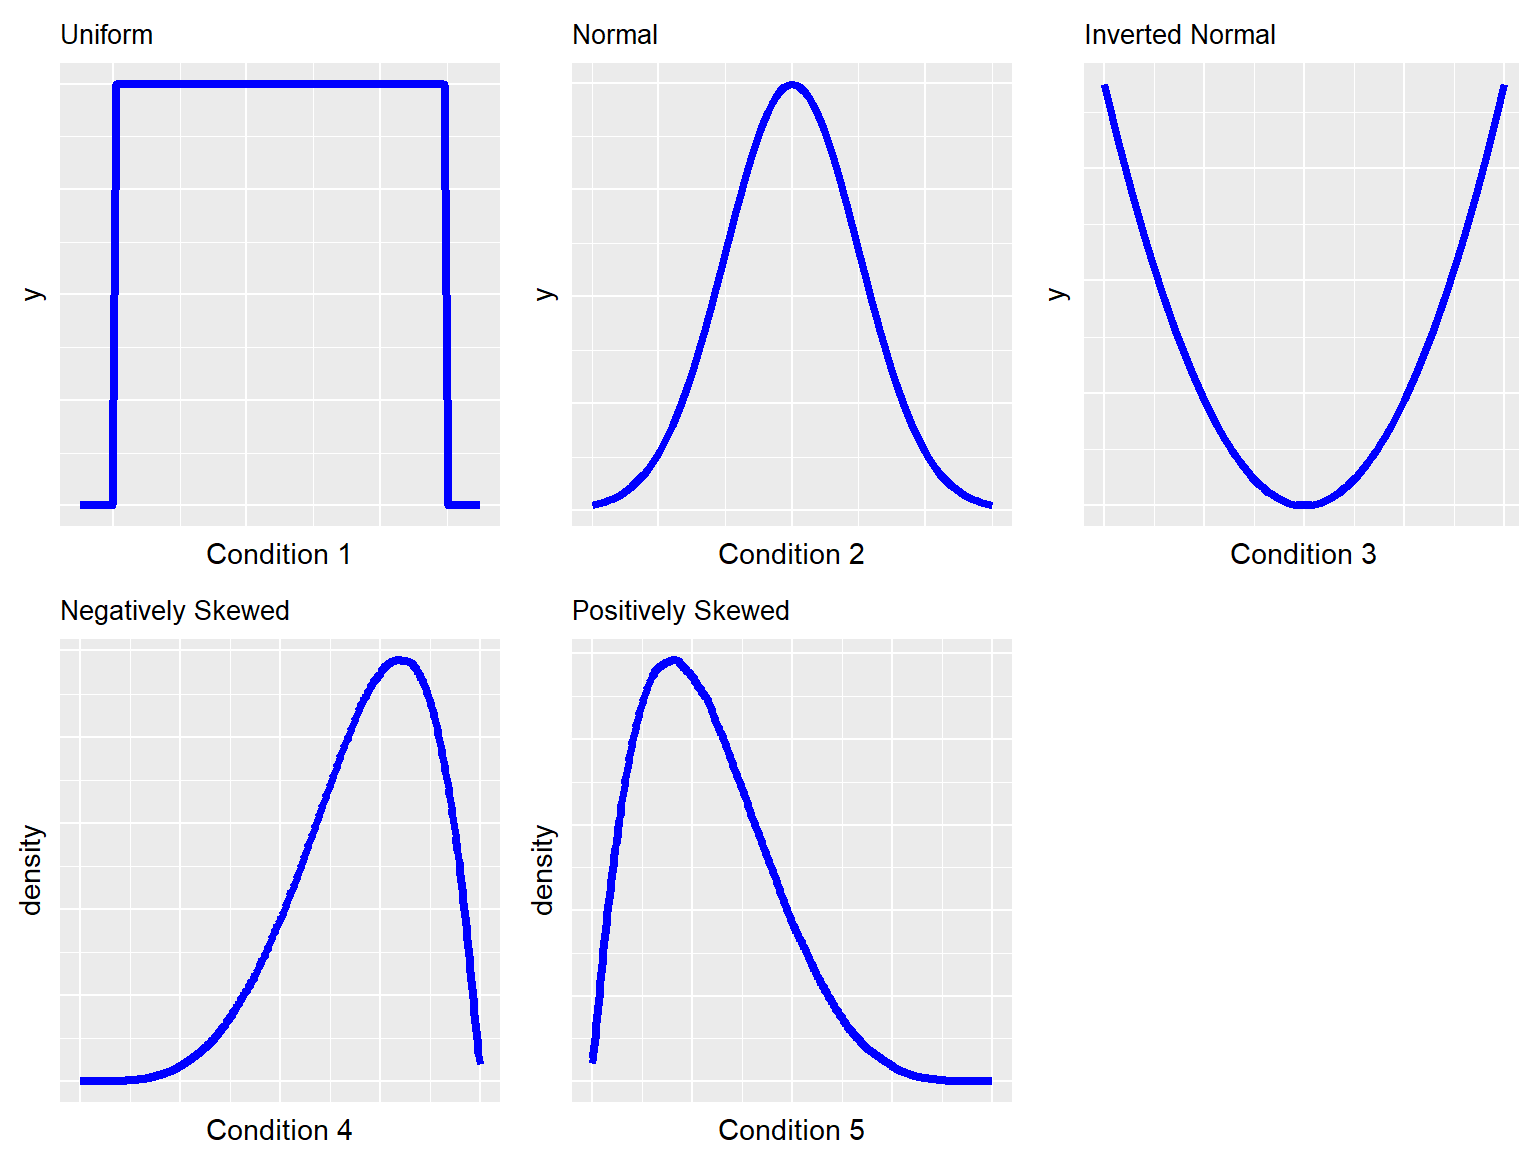 Uniform
y
Condition 1
Normal
y
Condition 2
Inverted Normal
y
Condition 3
Negatively Skewed
density
Condition 4
Positively Skewed
density
Condition 5